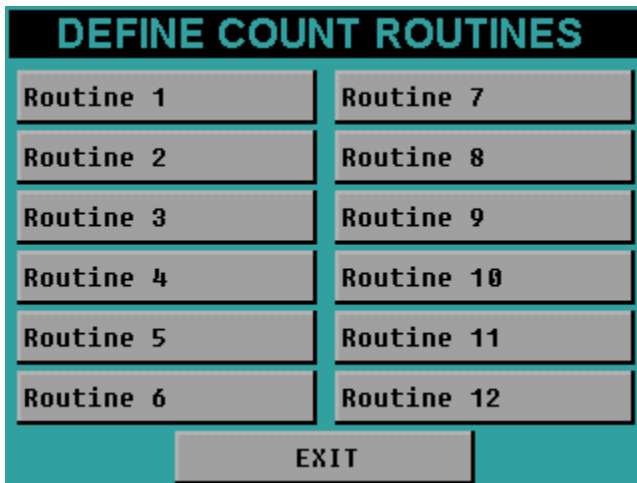 DEFINE COUNT ROUTINES
Routine 1
Routine 2
Routine 3
Routine 4
Routine 5
Routine 6
Routine 7
Routine 8
Routine 9
Routine 10
Routine 11
Routine 12
EXIT